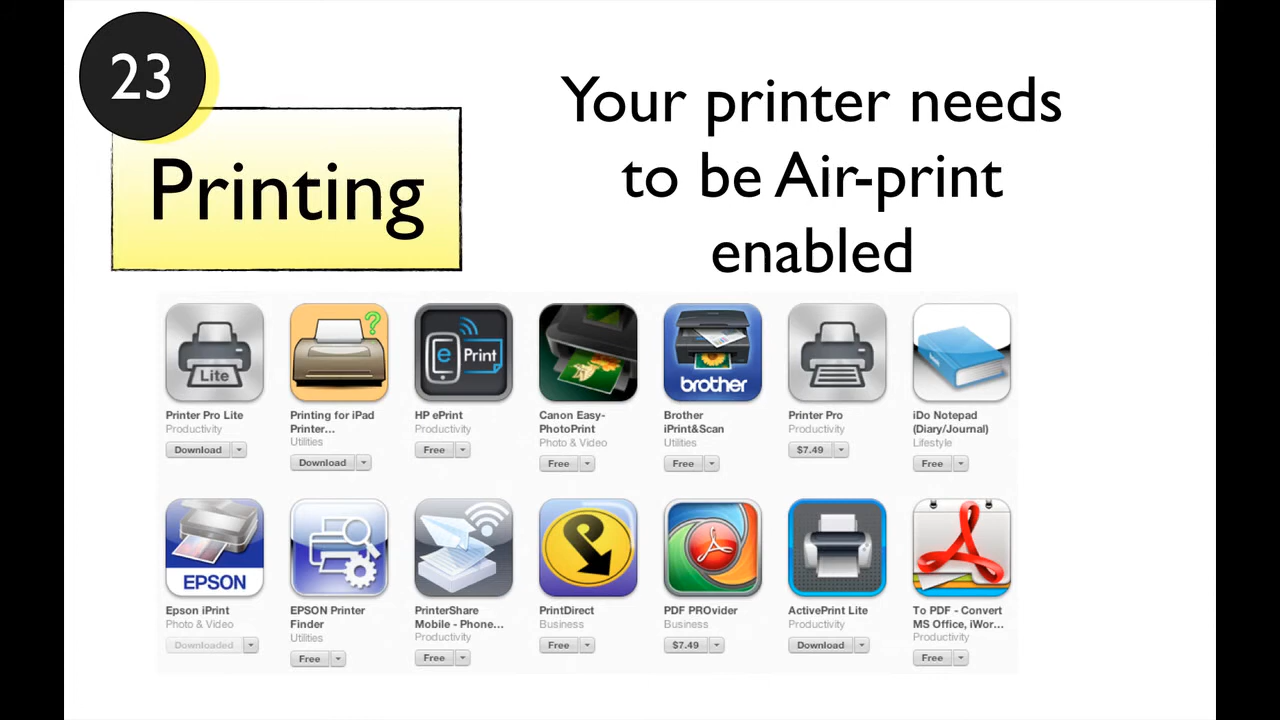 23
Printing
Your printer needs
to be Air-print
enabled
Lite
?
e Print
brother
Printer Pro Lite
Productivity
Download
Printing for iPad
Printer...
Utilities
Download
HP ePrint
Productivity
Free
Canon Easy-
PhotoPrint
Photo & Video
Free
Brother
iPrint&Scan
Utilities
Free
Printer Pro
Productivity
$7.49
iDo Notepad
(Diary/Journal)
Lifestyle
Free
EPSON
Epson iPrint
Photo & Video
Downloaded
EPSON Printer
Finder
Utilities
Free
PrinterShare
Mobile - Phone...
Productivity
Free
PrintDirect
Business
Free
PDF PROvider
Business
$7.49
ActivePrint Lite
Productivity
Download
To PDF - Convert
MS Office, iWor...
Productivity
Free